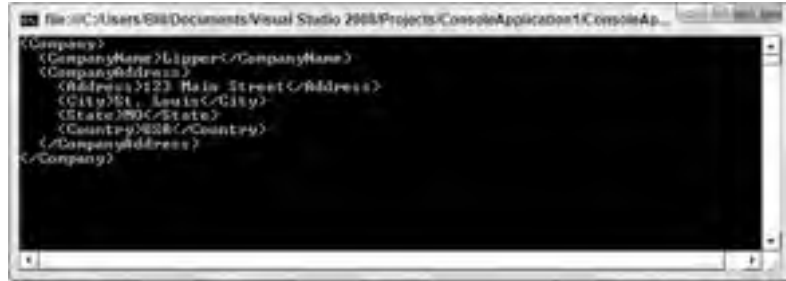 file:///C:/Users/Bill/Documents/Visual Studio 2008/Projects/ConsoleApplication1/ConsoleAp...
<Company>
  <CompanyName>Lipper</CompanyName>
  <CompanyAddress>
    <Address>123 Main Street</Address>
    <City>St. Louis</City>
    <State>MO</State>
    <Country>USA</Country>
  </CompanyAddress>
</Company>